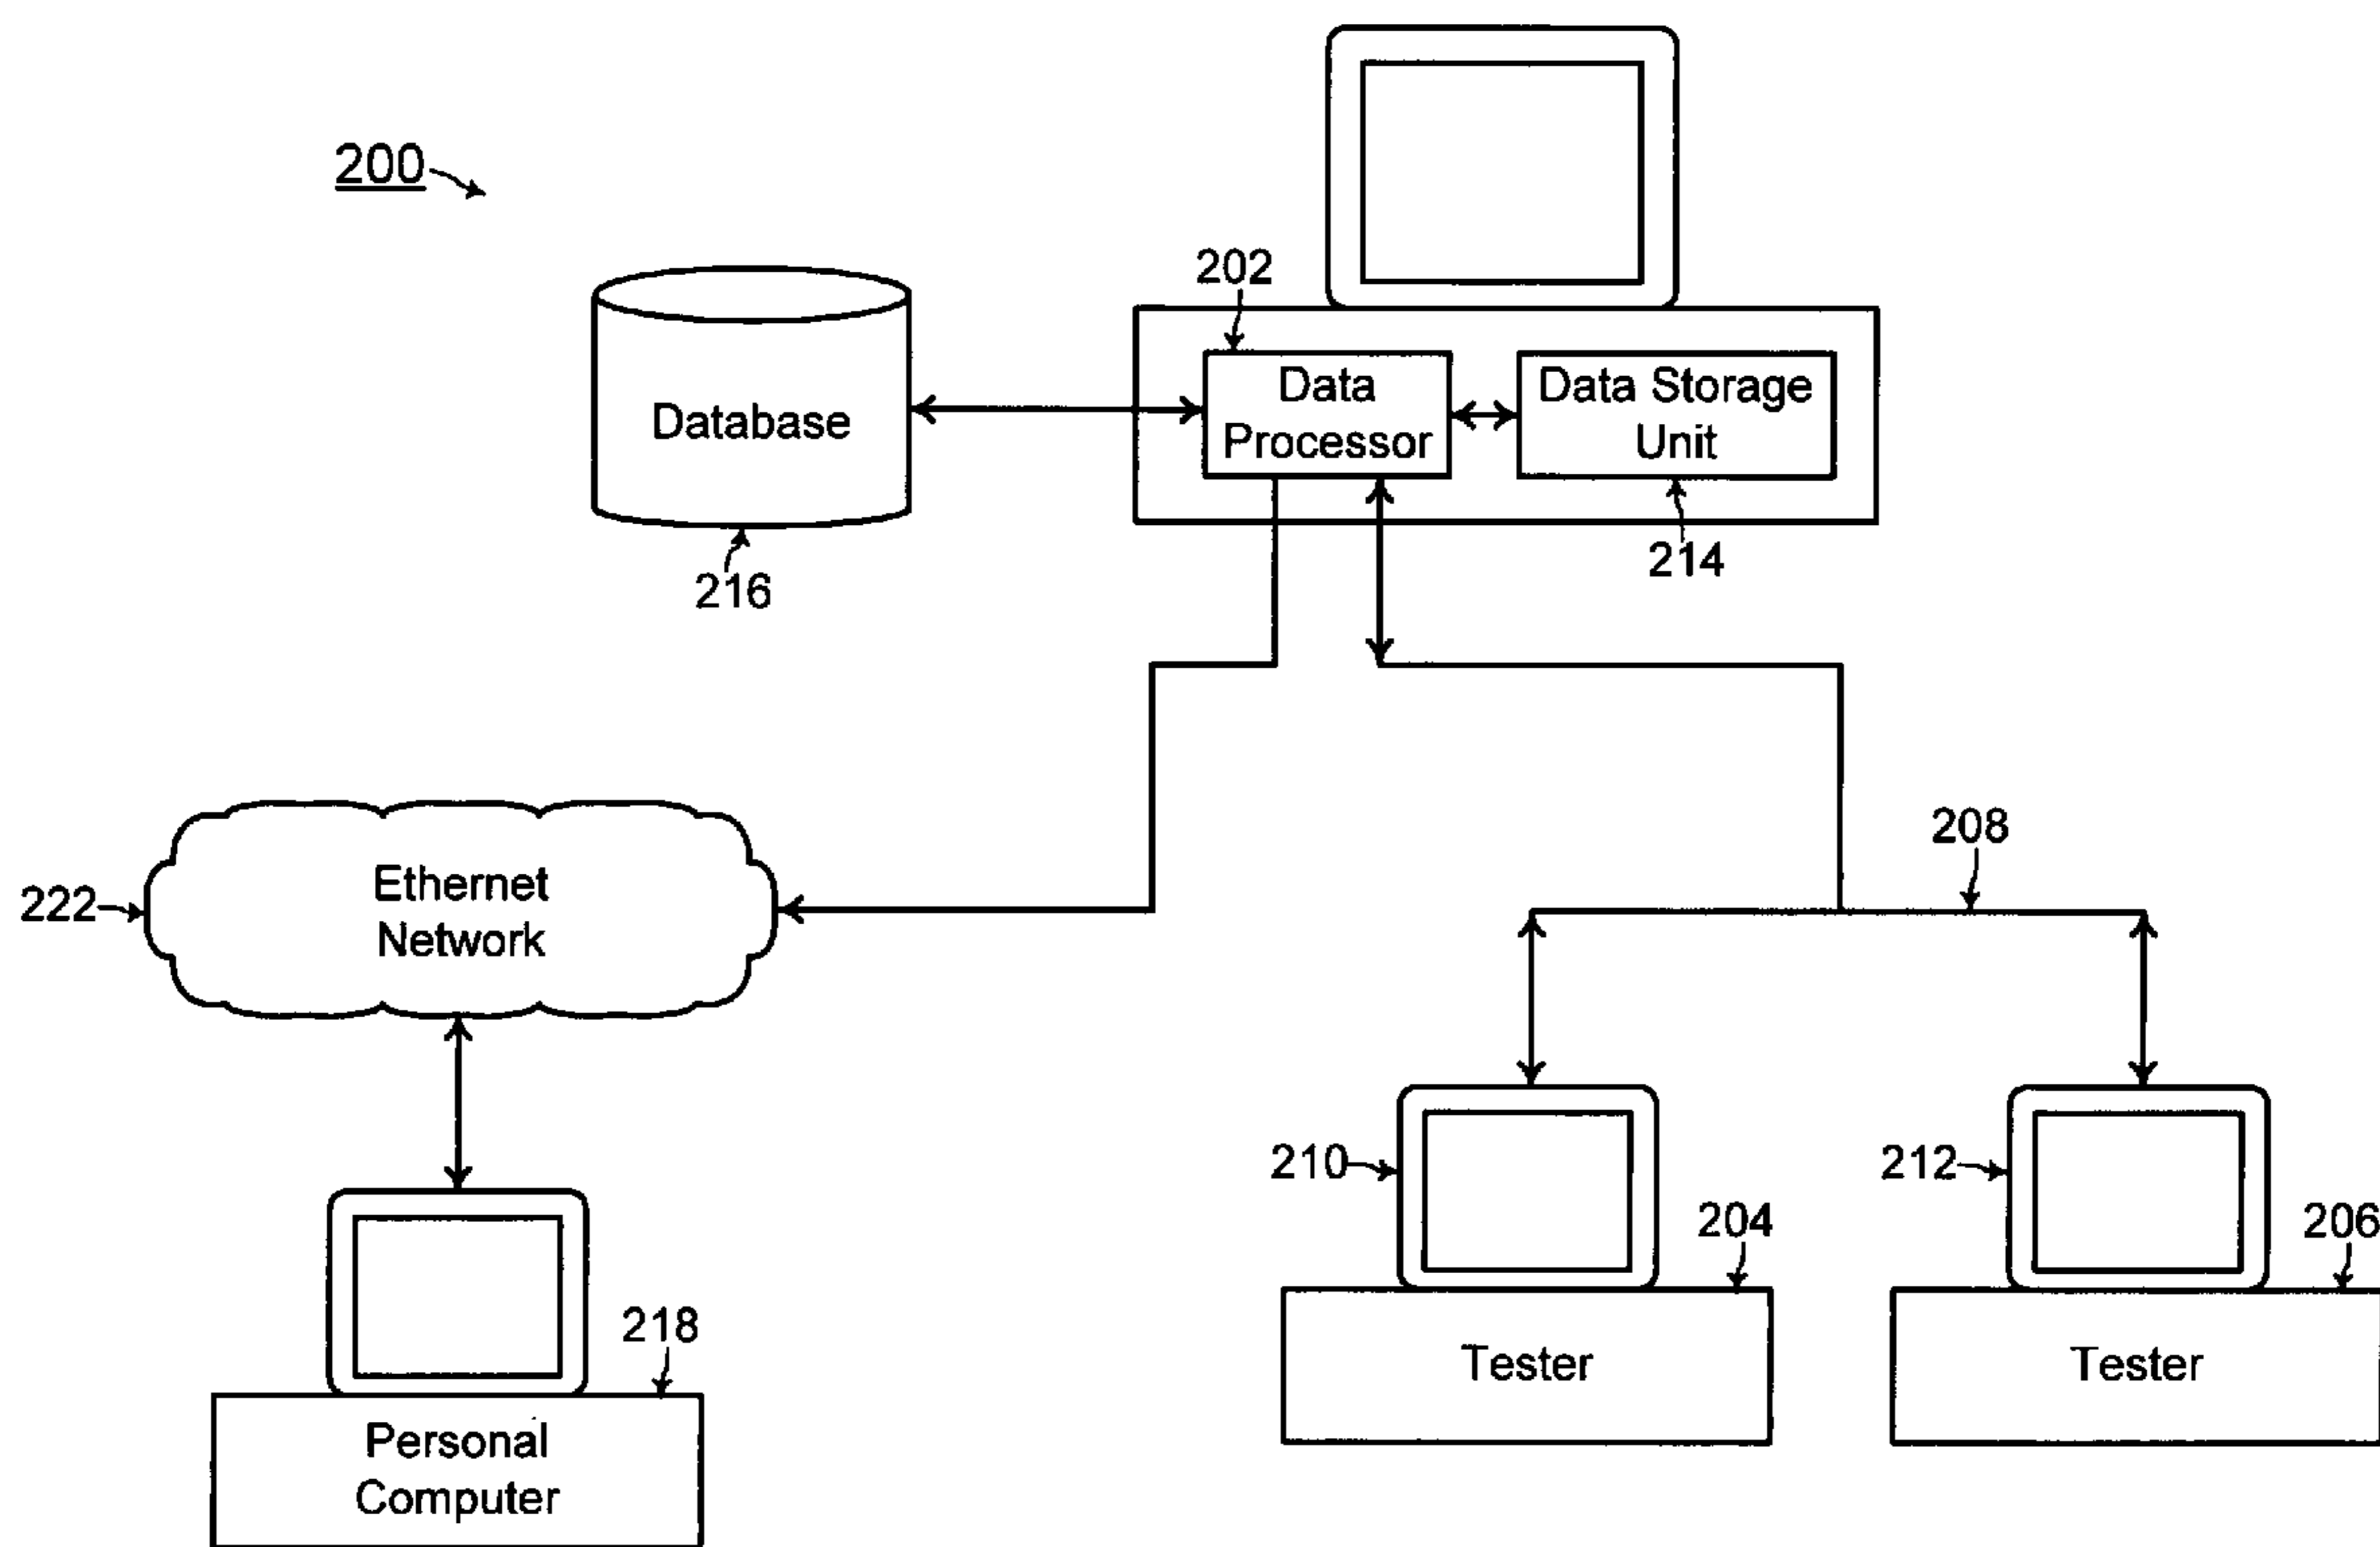 200
202
Data
Processor
Data Storage
Unit
Database
214
216
208
Ethernet
Network
222
210
212
204
206
218
Tester
Tester
Personal
Computer